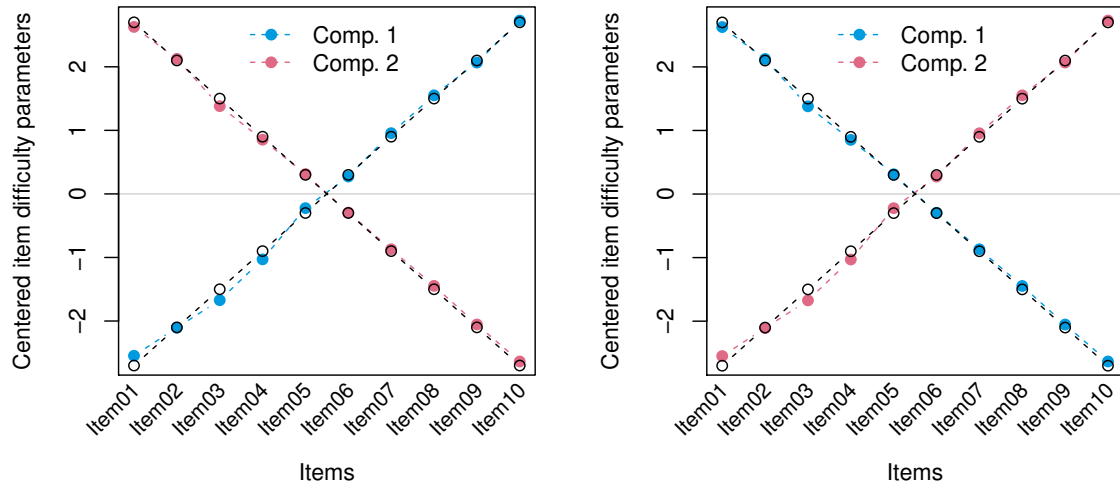 Centered item difficulty parameters
2
1
0
−1
−2
Comp. 1
Comp. 2
Item01
Item02
Item03
Item04
Item05
Item06
Item07
Item08
Item09
Item10
Items
Centered item difficulty parameters
2
1
0
−1
−2
Comp. 1
Comp. 2
Item01
Item02
Item03
Item04
Item05
Item06
Item07
Item08
Item09
Item10
Items